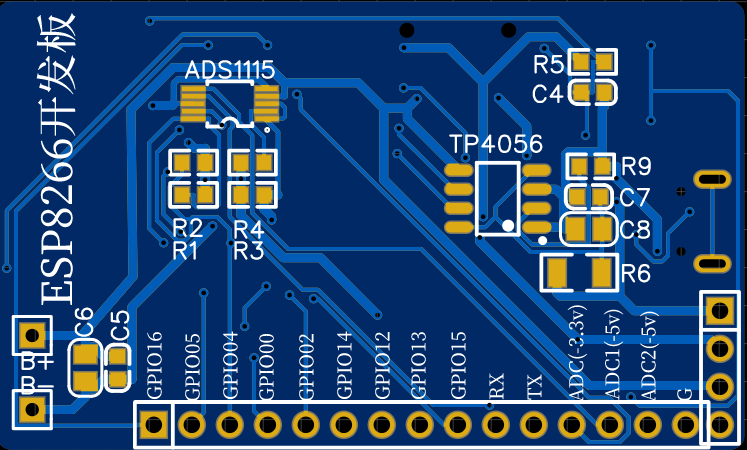 ESP8266开发板
ADS1115
R5
C4
TP4056
R9
C7
C8
R6
R2
R4
R1
R3
C6
C5
B+
B-
GPIO16
GPIO05
GPIO04
GPIO00
GPIO02
GPIO14
GPIO12
GPIO13
GPIO15
RX
TX
ADC(-3.3v)
ADC1(-5v)
ADC2(-5v)
G